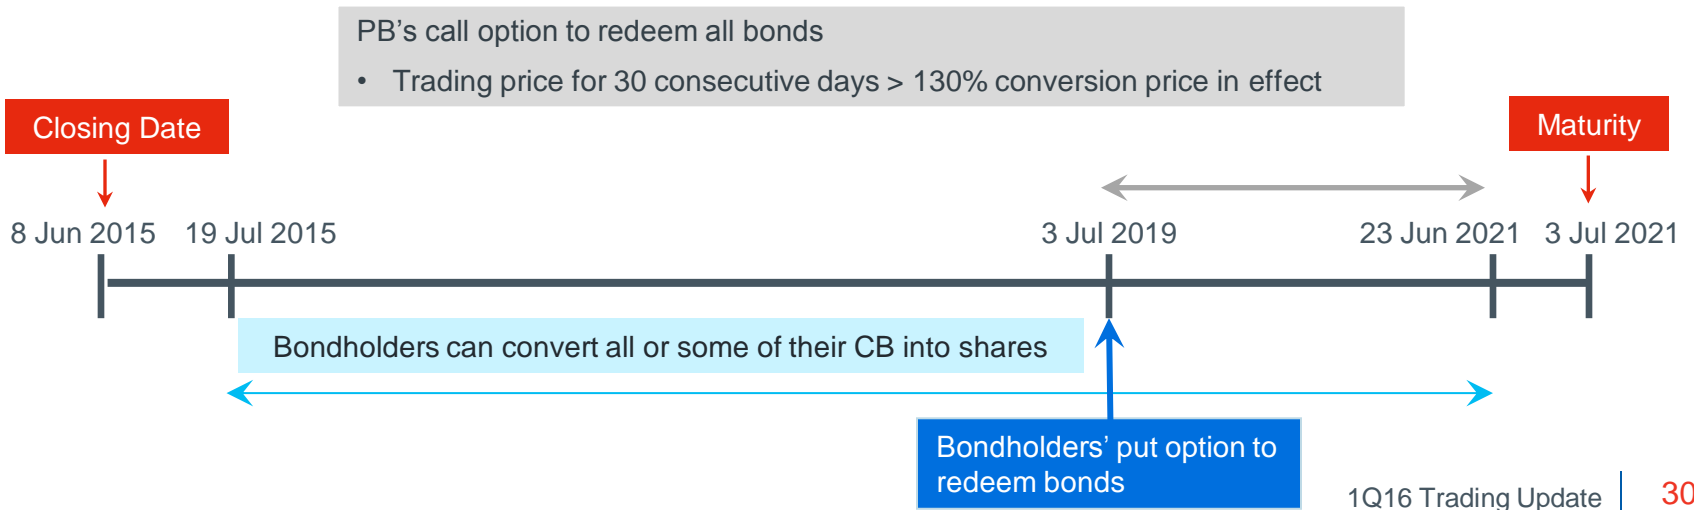 PB’s call option to redeem all bonds
• Trading price for 30 consecutive days > 130% conversion price in effect
Closing Date
Maturity
8 Jun 2015
19 Jul 2015
3 Jul 2019
23 Jun 2021
3 Jul 2021
Bondholders can convert all or some of their CB into shares
Bondholders’ put option to
redeem bonds
1Q16 Trading Update
30